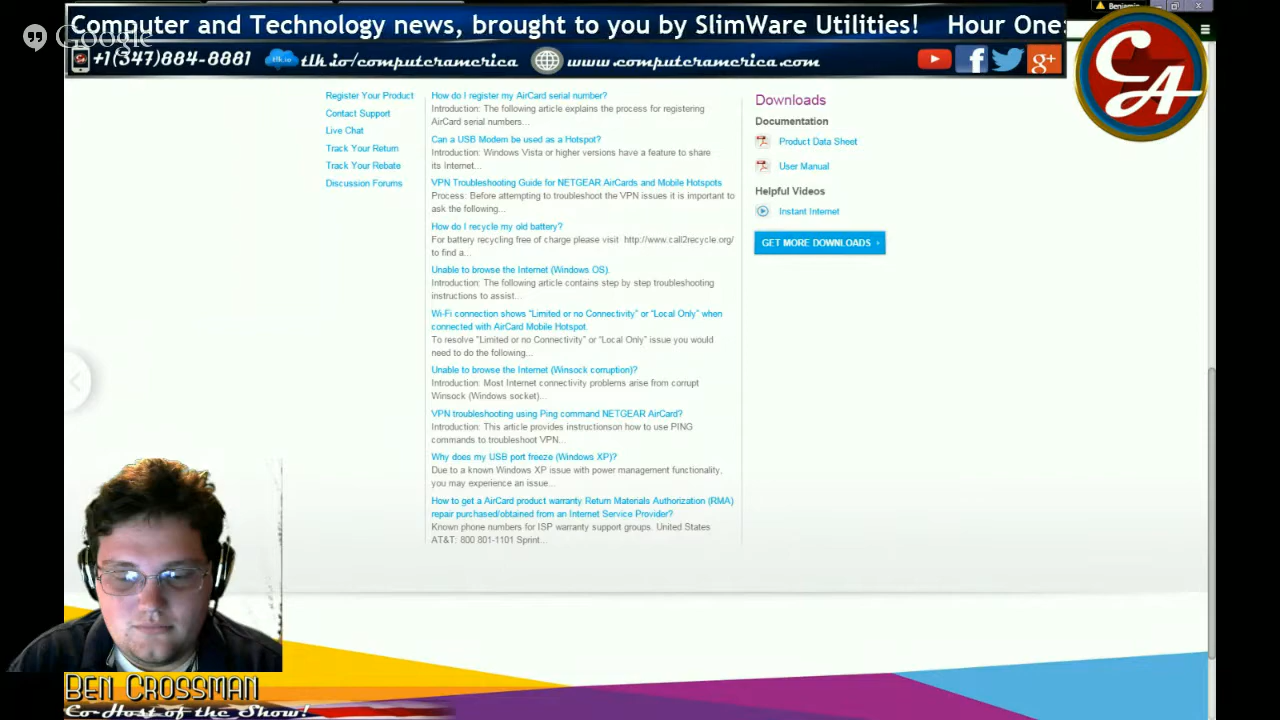 Computer and Technology news, brought to you by SlimWare Utilities! Hour One:
Google
Benjamin
+1(347)884-8881 tlk.io/computeramerica www.computeramerica.com
CA
Register Your Product
Contact Support
Live Chat
Track Your Return
Track Your Rebate
Discussion Forums
How do I register my AirCard serial number?
Introduction: The following article explains the process for registering
AirCard serial numbers...
Can a USB Modem be used as a Hotspot?
Introduction: Windows Vista or higher versions have a feature to share
its Internet...
VPN Troubleshooting Guide for NETGEAR AirCards and Mobile Hotspots
Process: Before attempting to troubleshoot the VPN issues it is important to
ask the following...
How do I recycle my old battery?
For battery recycling free of charge please visit http://www.call2recycle.org/
to find a...
Unable to browse the Internet (Windows OS).
Introduction: The following article contains step by step troubleshooting
instructions to assist...
Wi-Fi connection shows “Limited or no Connectivity” or “Local Only” when
connected with AirCard Mobile Hotspot.
To resolve “Limited or no Connectivity” or “Local Only” issue you would
need to do the following...
Unable to browse the Internet (Winsock corruption)?
Introduction: Most Internet connectivity problems arise from corrupt
Winsock (Windows socket)...
VPN troubleshooting using Ping command NETGEAR AirCard?
Introduction: This article provides instructionson how to use PING
commands to troubleshoot VPN...
Why does my USB port freeze (Windows XP)?
Due to a known Windows XP issue with power management functionality,
you may experience an issue...
How to get a AirCard product warranty Return Materials Authorization (RMA)
repair purchased/obtained from an Internet Service Provider?
Known phone numbers for ISP warranty support groups. United States
AT&T: 800 801-1101 Sprint...
Downloads
Documentation
Product Data Sheet
User Manual
Helpful Videos
Instant Internet
GET MORE DOWNLOADS
Ben Crossman
Co-Host of the Show!